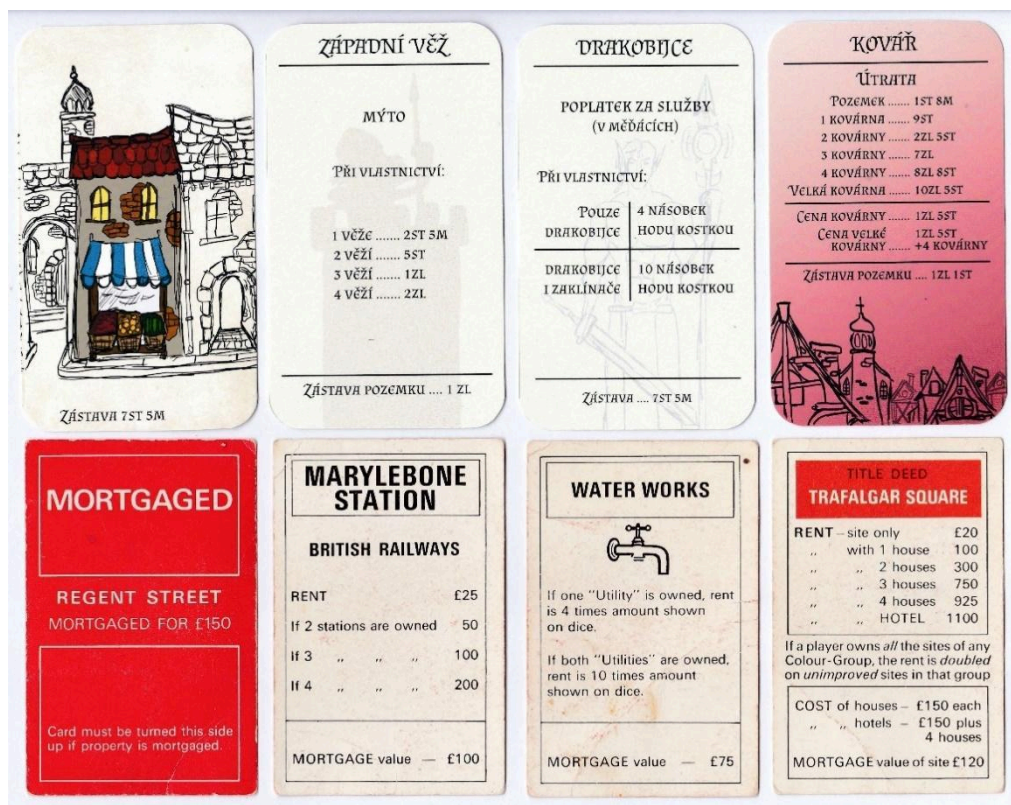 ZÁSTAVA 7ST 5M
ZÁPADNÍ VĚŽ
MÝTO
PŘI VLASTNICTVÍ:
1 VĚŽE ....... 2ST 5M
2 VĚŽÍ ....... 5ST
3 VĚŽÍ ....... 1ZL
4 VĚŽÍ ....... 2ZL
ZÁSTAVA POZEMKU .... 1 ZL
DRAKOBIJCE
POPLATEK ZA SLUŽBY
(V MĚĎÁCÍCH)
PŘI VLASTNICTVÍ:
POUZE 4 NÁSOBEK
DRAKOBIJCE HODU KOSTKOU
DRAKOBIJCE 10 NÁSOBEK
I ZAKLÍNAČE HODU KOSTKOU
ZÁSTAVA .... 7ST 5M
KOVÁŘ
ÚTRATA
POZEMEK ....... 1ST 8M
1 KOVÁRNA ....... 9ST
2 KOVÁRNY ....... 2ZL 5ST
3 KOVÁRNY ....... 7ZL
4 KOVÁRNY ....... 8ZL 8ST
VELKÁ KOVÁRNA ....... 10ZL 5ST
CENA KOVÁRNY ....... 1ZL 5ST
CENA VELKÉ 1ZL 5ST
KOVÁRNY ....... +4 KOVÁRNY
ZÁSTAVA POZEMKU .... 1ZL 1ST
MORTGAGED
REGENT STREET
MORTGAGED FOR £150
Card must be turned this side
up if property is mortgaged.
MARYLEBONE
STATION
BRITISH RAILWAYS
RENT £25
If 2 stations are owned 50
If 3 ,, ,, ,, 100
If 4 ,, ,, ,, 200
MORTGAGE value — £100
WATER WORKS
If one "Utility" is owned, rent
is 4 times amount shown
on dice.
If both "Utilities" are owned,
rent is 10 times amount
shown on dice.
MORTGAGE value — £75
TITLE DEED
TRAFALGAR SQUARE
RENT – site only £20
,, with 1 house 100
,, ,, 2 houses 300
,, ,, 3 houses 750
,, ,, 4 houses 925
,, ,, HOTEL 1100
If a player owns all the sites of any
Colour-Group, the rent is doubled
on unimproved sites in that group
COST of houses – £150 each
,, ,, hotels – £150 plus
4 houses
MORTGAGE value of site £120